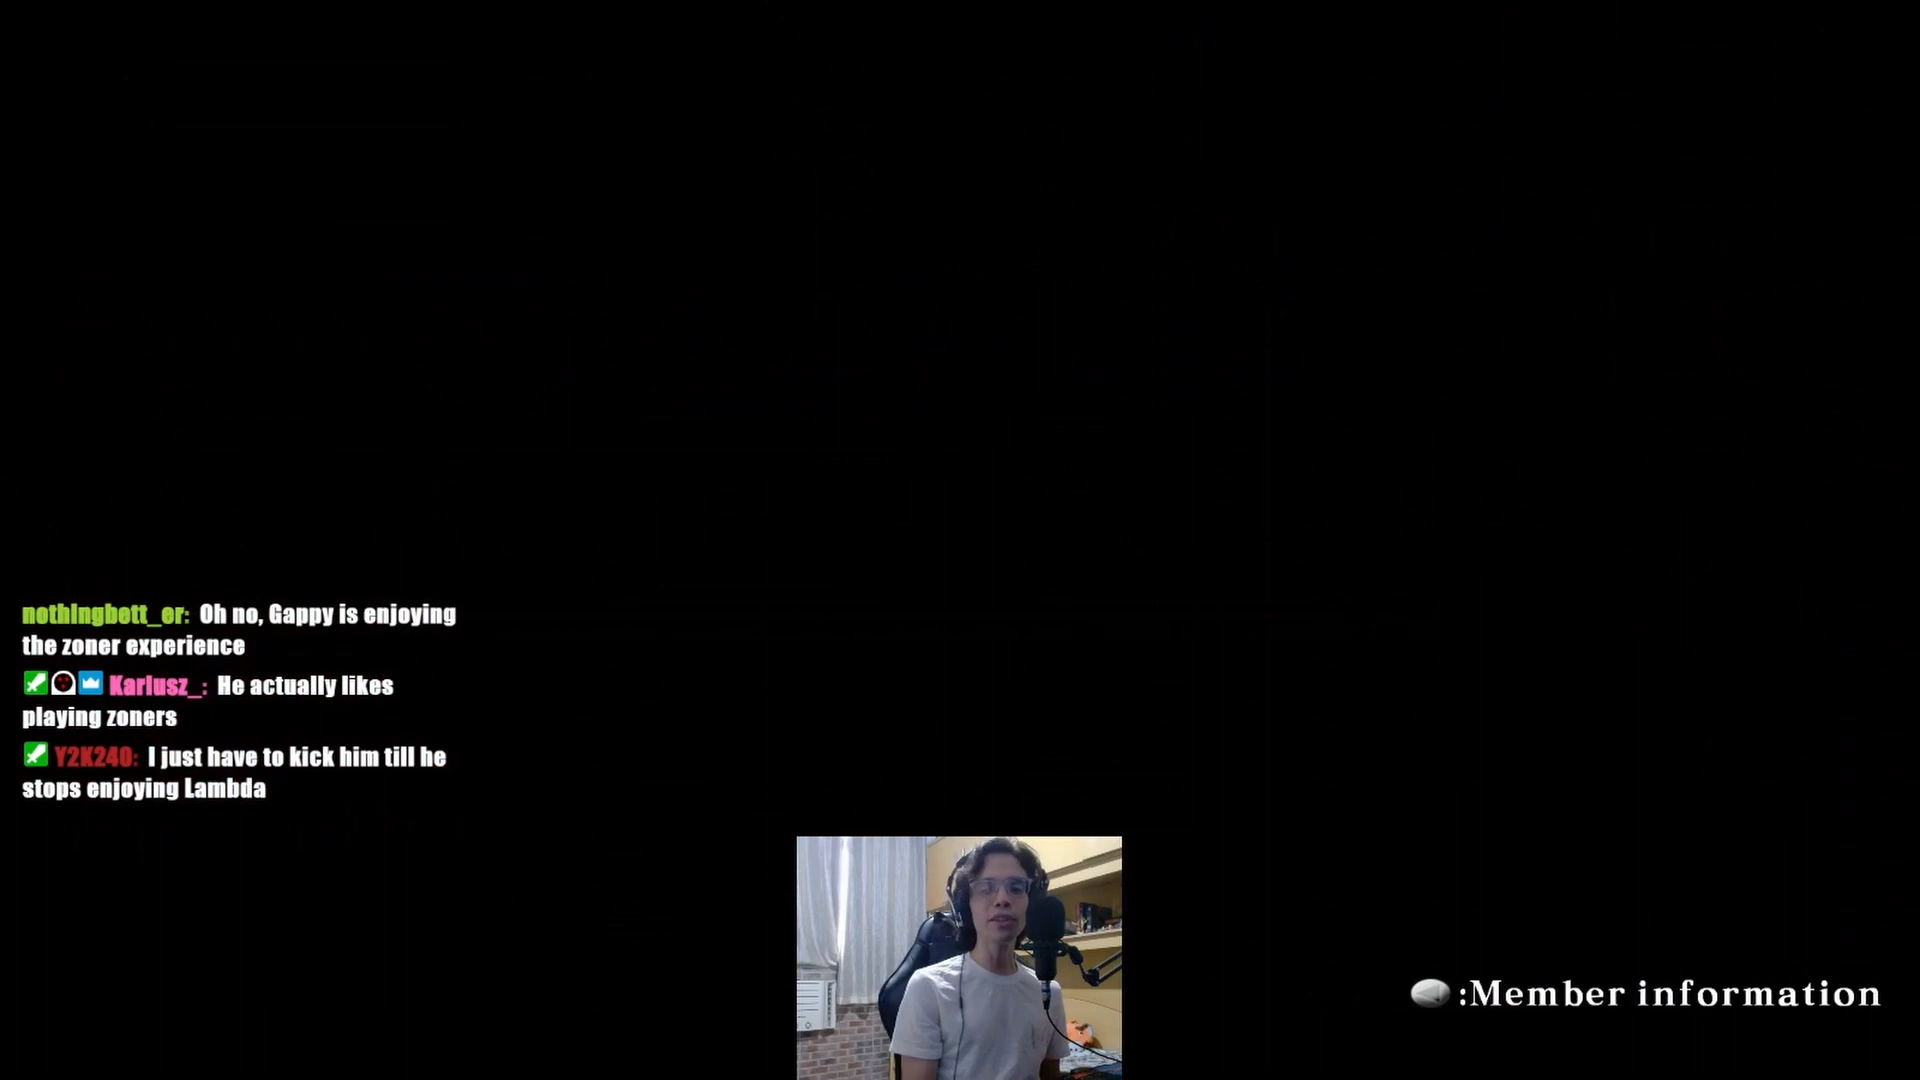 nothingbett_er: Oh no, Gappy is enjoying
the zoner experience
Karlusz_: He actually likes
playing zoners
Y2K240: I just have to kick him till he
stops enjoying Lambda
:Member information